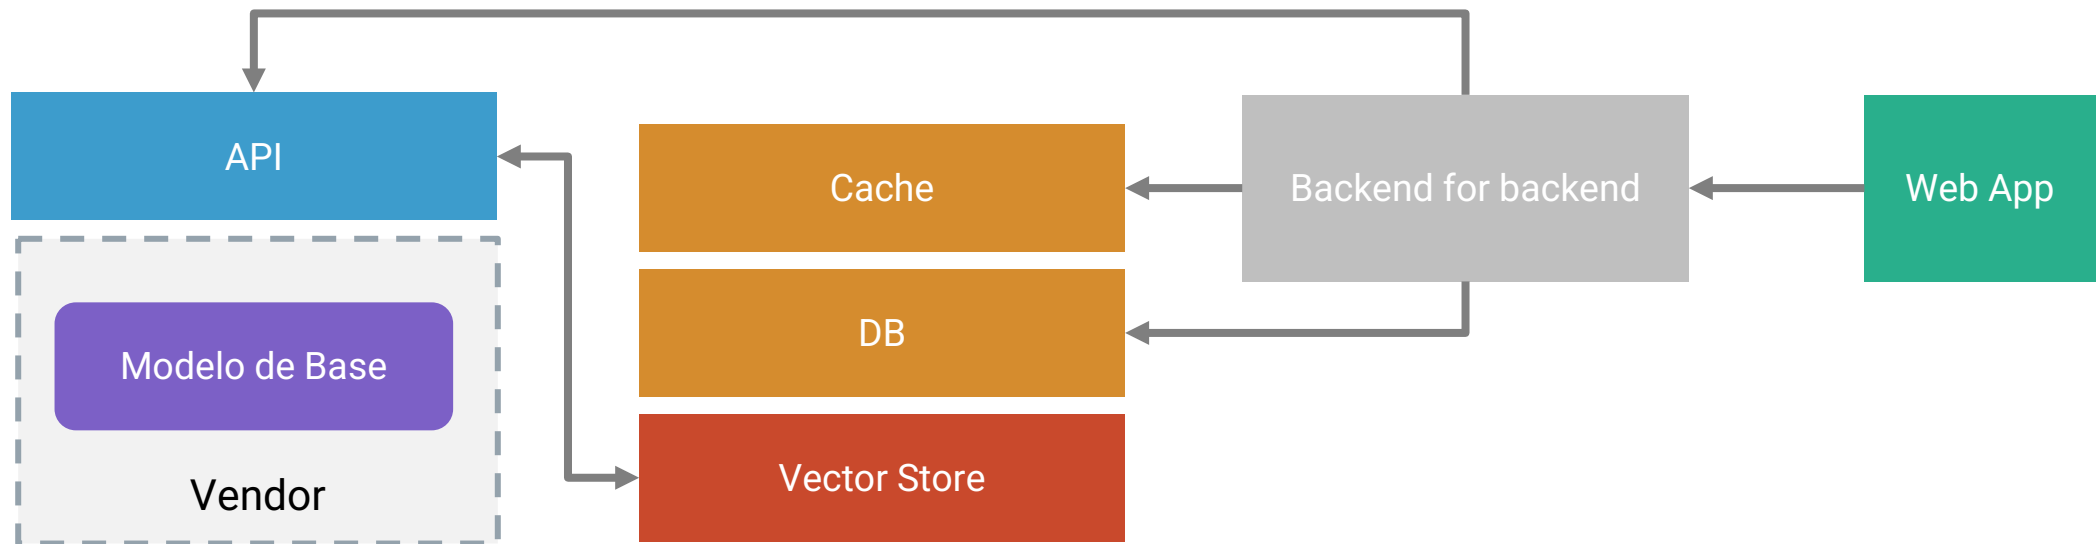 API
Cache
Backend for backend
Web App
DB
Modelo de Base
Vector Store
Vendor